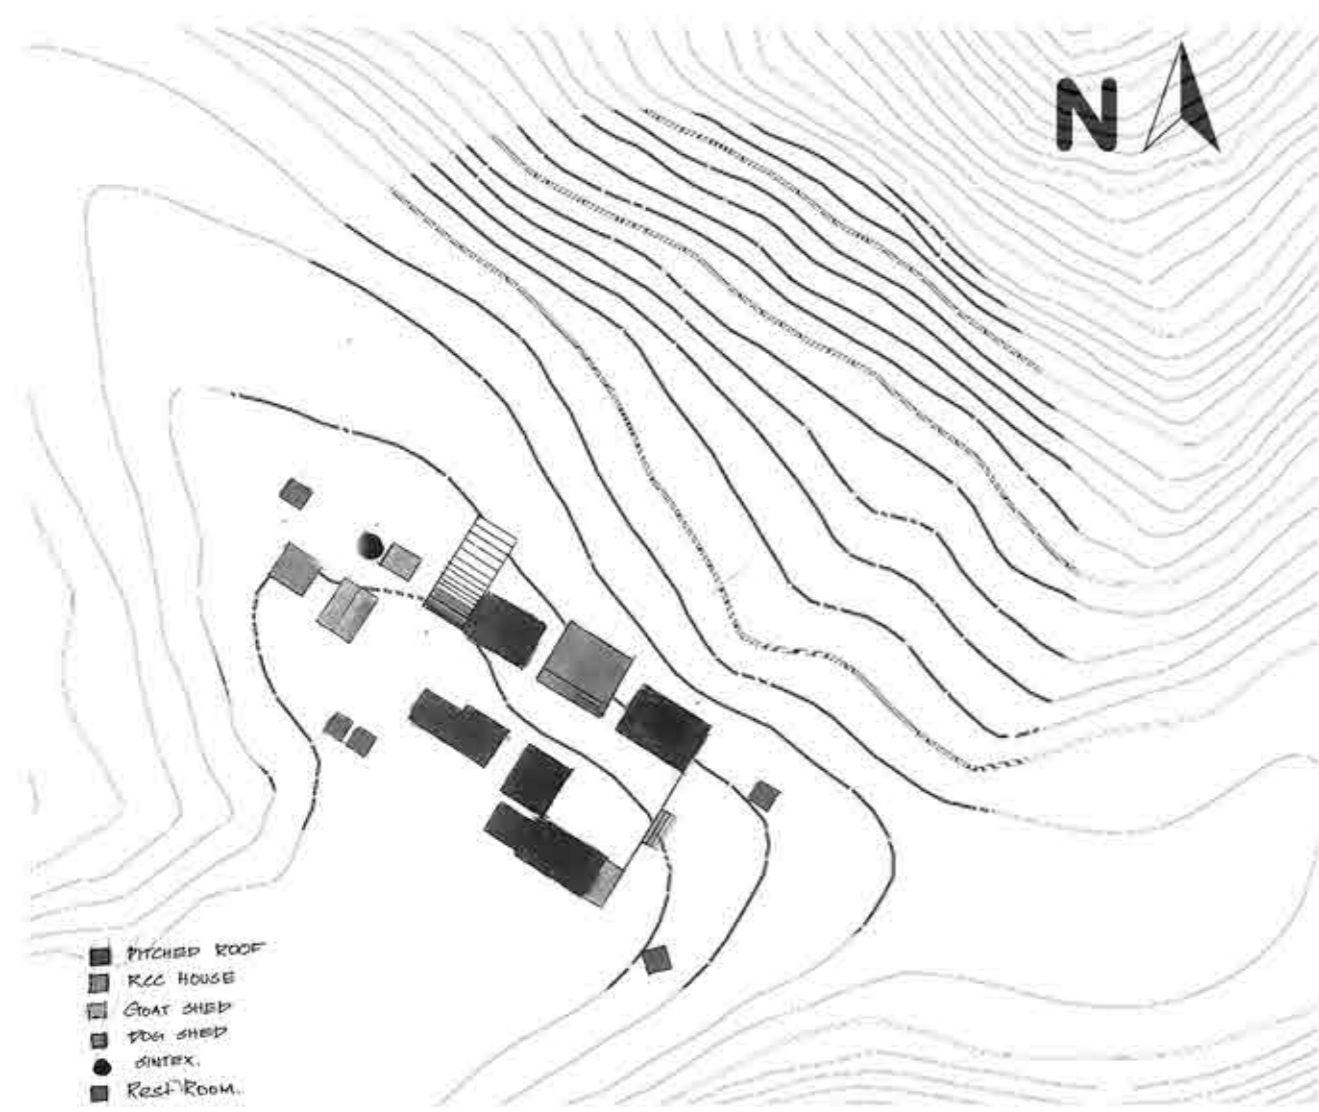 N
PITCHED ROOF
RCC HOUSE
GOAT SHED
DOG SHED
SINTEX.
REST ROOM.